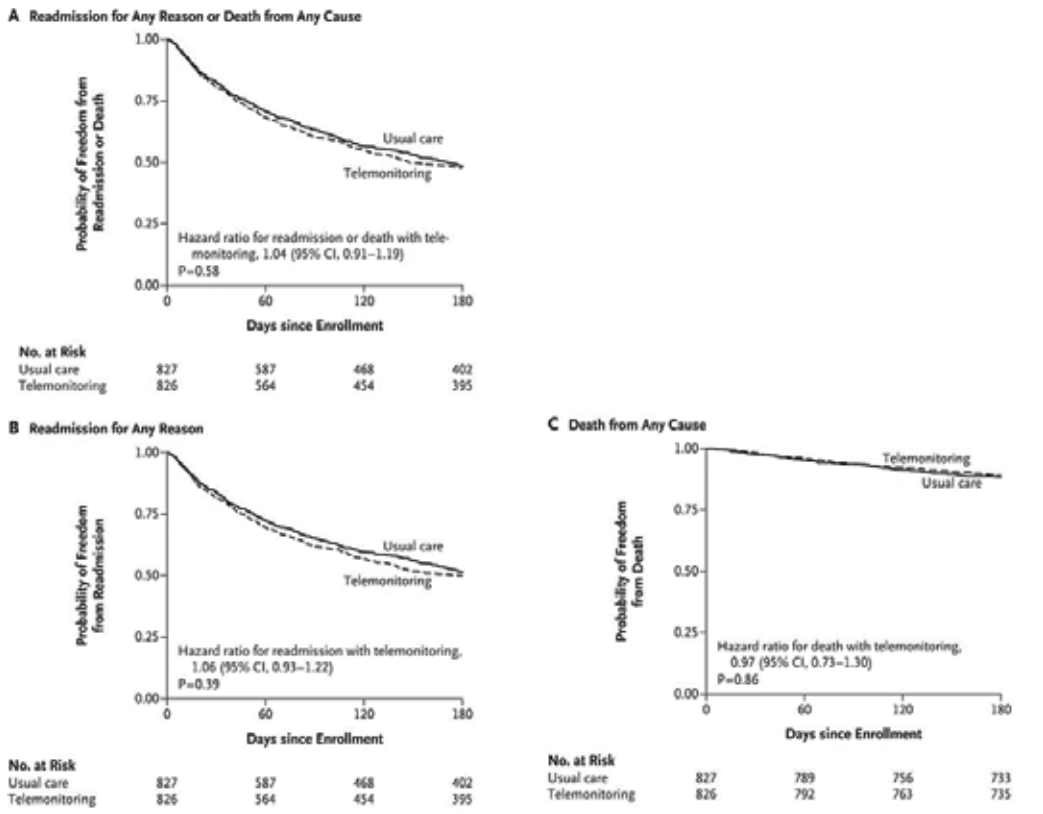 A Readmission for Any Reason or Death from Any Cause
Probability of Freedom from
Readmission or Death
1.00
0.75
0.50
0.25
0.00
Usual care
Telemonitoring
Hazard ratio for readmission or death with tele-
monitoring, 1.04 (95% CI, 0.91–1.19)
P=0.58
0 60 120 180
Days since Enrollment
No. at Risk
Usual care 827 587 468 402
Telemonitoring 826 564 454 395
B Readmission for Any Reason
Probability of Freedom
from Readmission
1.00
0.75
0.50
0.25
0.00
Usual care
Telemonitoring
Hazard ratio for readmission with telemonitoring,
1.06 (95% CI, 0.93–1.22)
P=0.39
0 60 120 180
Days since Enrollment
No. at Risk
Usual care 827 587 468 402
Telemonitoring 826 564 454 395
C Death from Any Cause
Probability of Freedom
from Death
1.00
0.75
0.50
0.25
0.00
Telemonitoring
Usual care
Hazard ratio for death with telemonitoring,
0.97 (95% CI, 0.73–1.30)
P=0.86
0 60 120 180
Days since Enrollment
No. at Risk
Usual care 827 789 756 733
Telemonitoring 826 792 763 735